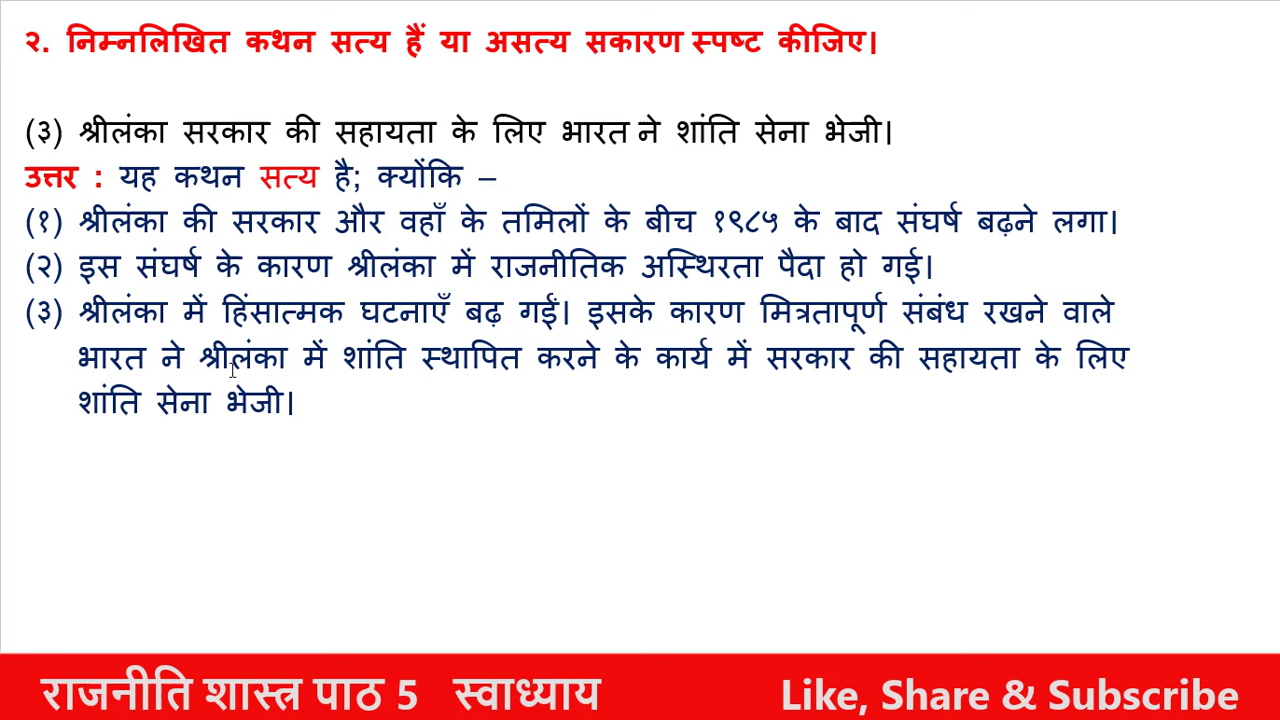 २. निम्नलिखित कथन सत्य हैं या असत्य सकारण स्पष्ट कीजिए।
(३) श्रीलंका सरकार की सहायता के लिए भारत ने शांति सेना भेजी।
उत्तर : यह कथन सत्य है; क्योंकि –
(१) श्रीलंका की सरकार और वहाँ के तमिलों के बीच १९८५ के बाद संघर्ष बढ़ने लगा।
(२) इस संघर्ष के कारण श्रीलंका में राजनीतिक अस्थिरता पैदा हो गई।
(३) श्रीलंका में हिंसात्मक घटनाएँ बढ़ गईं। इसके कारण मित्रतापूर्ण संबंध रखने वाले
भारत ने श्रीलंका में शांति स्थापित करने के कार्य में सरकार की सहायता के लिए
शांति सेना भेजी।
राजनीति शास्त्र पाठ 5 स्वाध्याय Like, Share & Subscribe